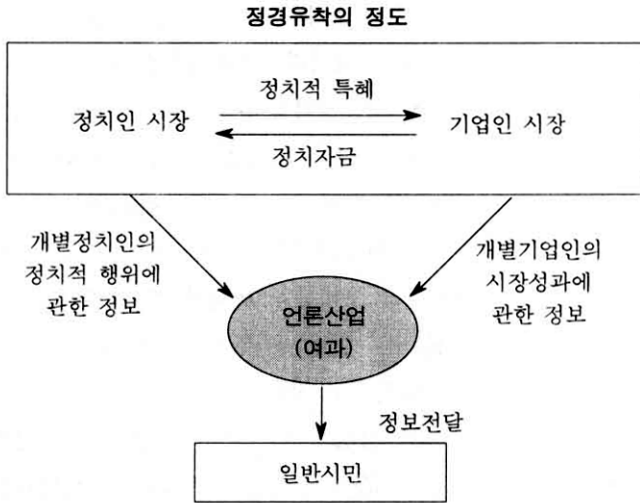 정경유착의 정도
정치적 특혜
정치인 시장
기업인 시장
정치자금
개별정치인의
정치적 행위에
관한 정보
개별기업인의
시장성과에
관한 정보
언론산업
(여과)
정보전달
일반시민